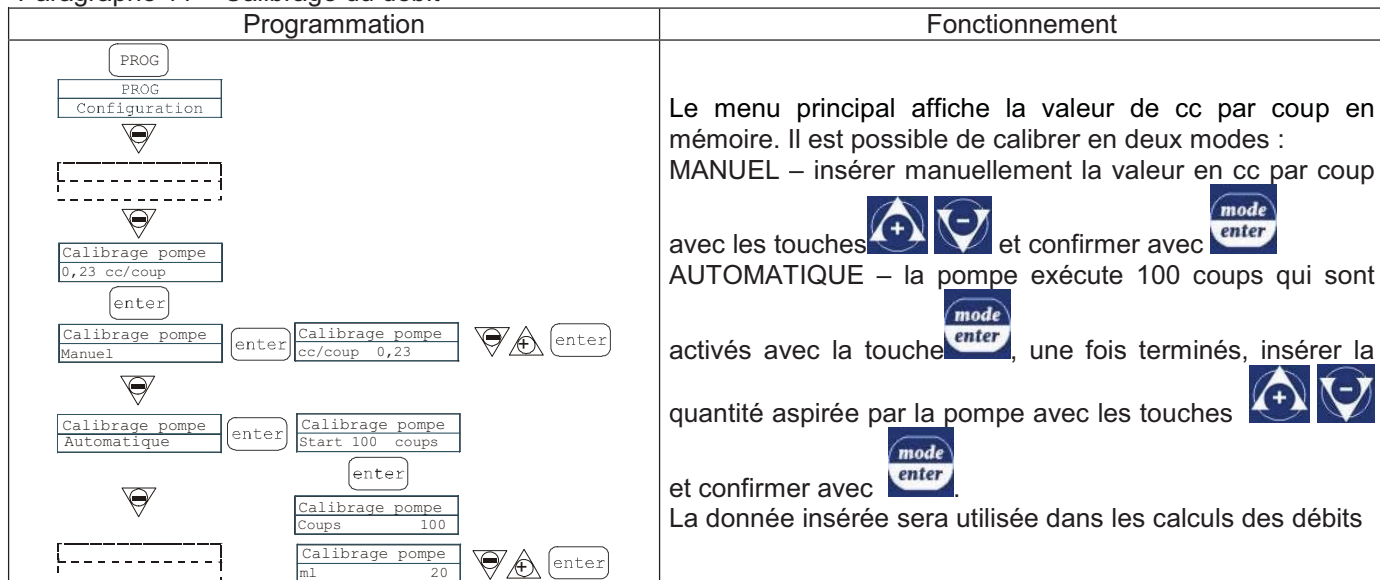 Programmation
Fonctionnement
PROG
PROG
Configuration
Calibrage pompe
0,23 cc/coup
enter
Calibrage pompe
Manuel
enter
Calibrage pompe
cc/coup 0,23
enter
Calibrage pompe
Automatique
enter
Calibrage pompe
Start 100 coups
enter
Calibrage pompe
Coups 100
Calibrage pompe
ml 20
enter
Le menu principal affiche la valeur de cc par coup en
mémoire. Il est possible de calibrer en deux modes :
MANUEL – insérer manuellement la valeur en cc par coup
avec les touches + - et confirmer avec mode enter
AUTOMATIQUE – la pompe exécute 100 coups qui sont
activés avec la touche mode enter, une fois terminés, insérer la
quantité aspirée par la pompe avec les touches + -
et confirmer avec mode enter.
La donnée insérée sera utilisée dans les calculs des débits